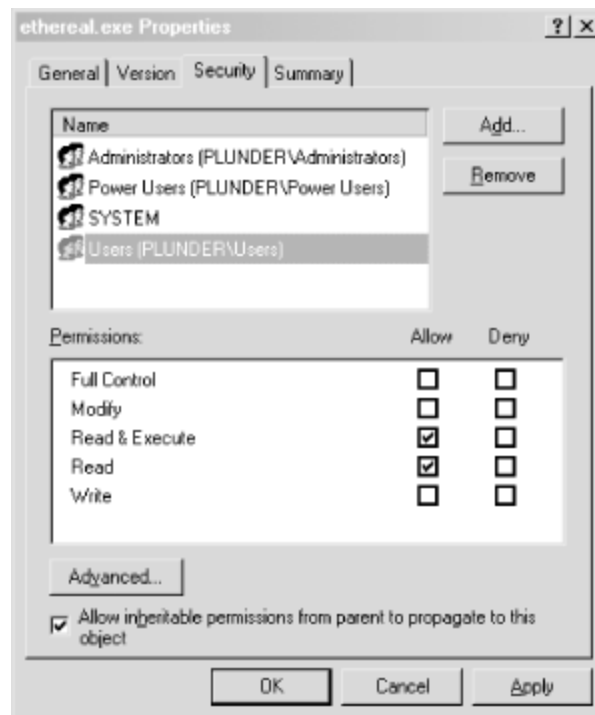 ethereal.exe Properties ? ×
General Version Security Summary
Name
Administrators (PLUNDER\Administrators)
Power Users (PLUNDER\Power Users)
SYSTEM
Users (PLUNDER\Users)
Add...
Remove
Permissions: Allow Deny
Full Control
Modify
Read & Execute
Read
Write
Advanced...
Allow inheritable permissions from parent to propagate to this
object
OK Cancel Apply